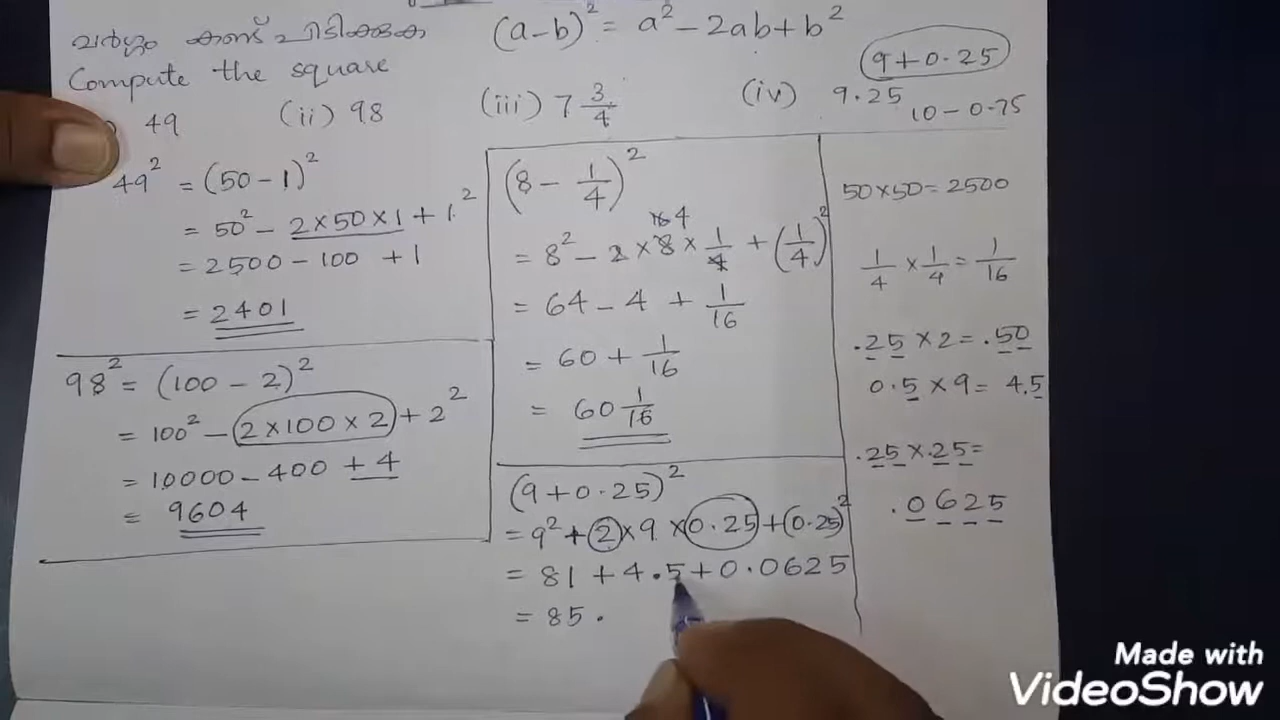 വർഗ്ഗം കണ്ട് പിടിക്കുക (a-b)² = a² - 2ab + b²
Compute the square
9 + 0.25
49 (ii) 98 (iii) 7 3/4 (iv) 9.25
10 - 0.75
49² = (50 - 1)²
= 50² - 2 × 50 × 1 + 1²
= 2500 - 100 + 1
= 2401
98² = (100 - 2)²
= 100² - 2 × 100 × 2 + 2²
= 10000 - 400 + 4
= 9604
(8 - 1/4)²
= 8² - 2 × 8 × 1/4 + (1/4)²
= 64 - 4 + 1/16
= 60 + 1/16
= 60 1/16
(9 + 0.25)²
= 9² + 2 × 9 × 0.25 + (0.25)²
= 81 + 4.5 + 0.0625
= 85.
50 × 50 = 2500
1/4 × 1/4 = 1/16
.25 × 2 = .50
0.5 × 9 = 4.5
.25 × .25 =
.0625
Made with
VideoShow